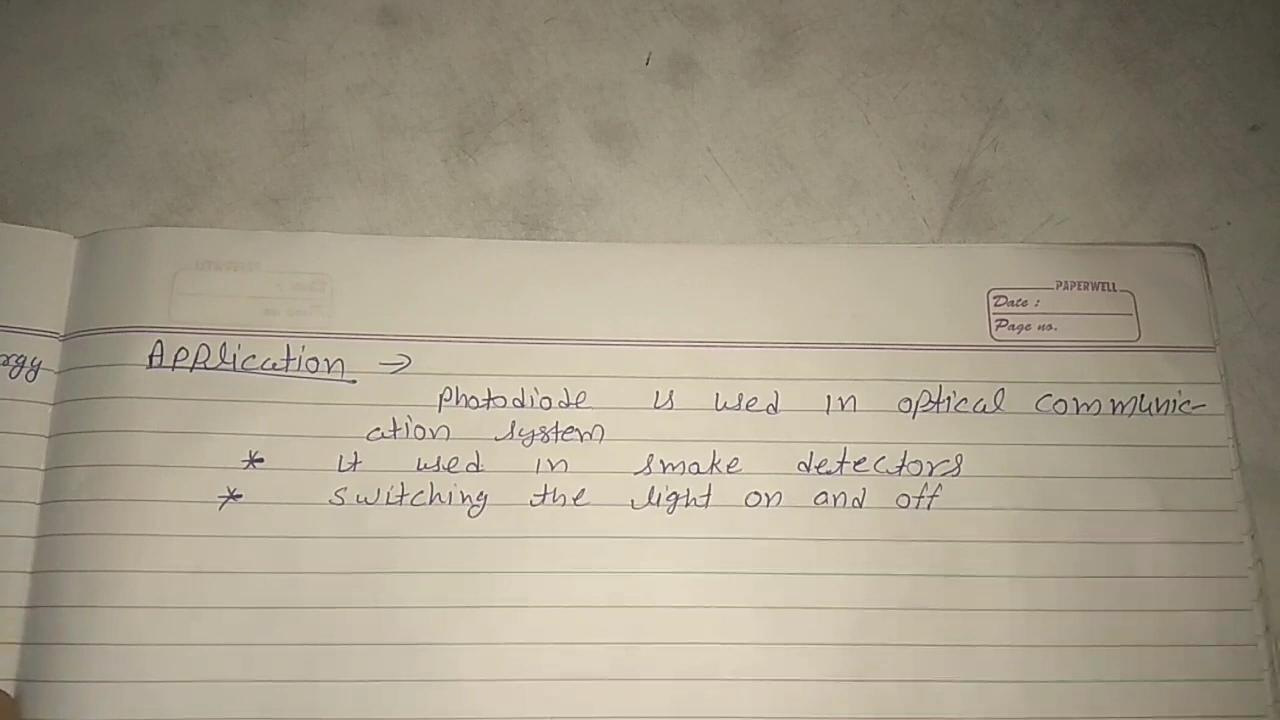 PAPERWELL
Date :
Page no.
rgy
Application →
Photodiode is used in optical communic-
ation system
* it used in smake detectors
* switching the light on and off